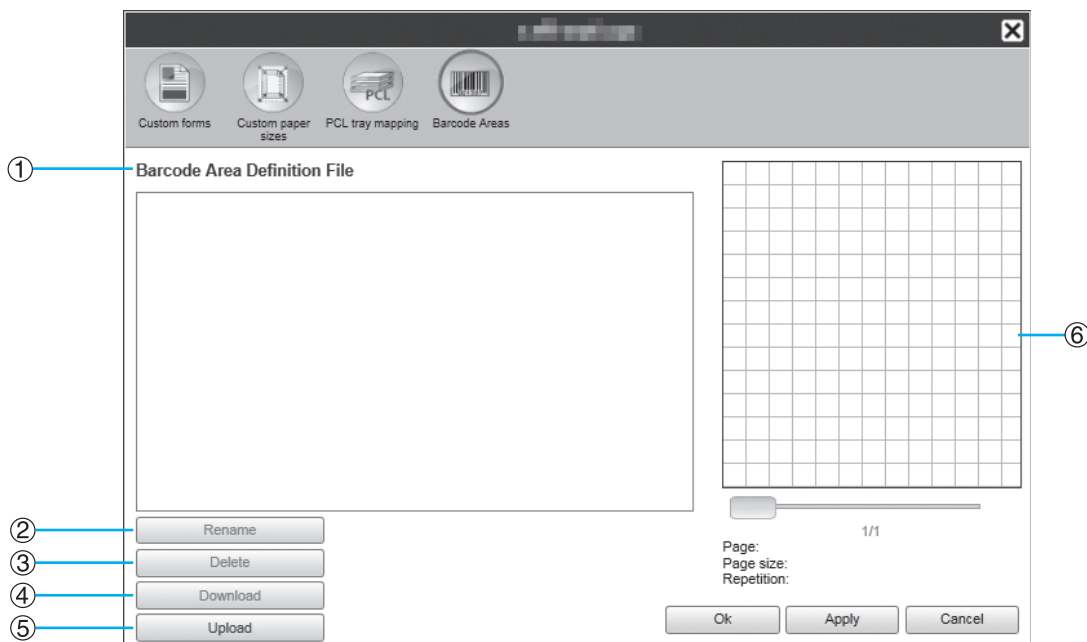 Custom forms
Custom paper
sizes
PCL
PCL tray mapping
Barcode Areas
① Barcode Area Definition File
② Rename
③ Delete
④ Download
⑤ Upload
⑥
1/1
Page:
Page size:
Repetition:
Ok
Apply
Cancel